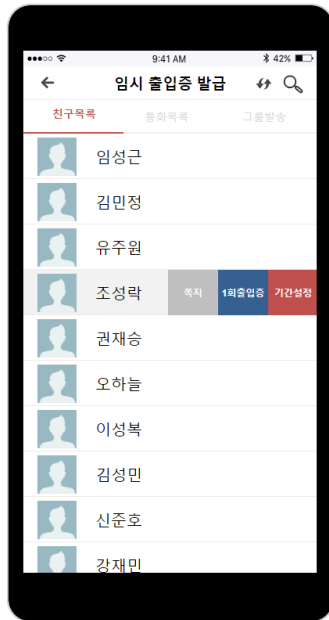 9:41 AM 42%
임시 출입증 발급
친구목록 통화목록 그룹발송
임성근
김민정
유주원
조성락 쪽지 1회출입증 기간설정
권재승
오하늘
이성복
김성민
신준호
강재민